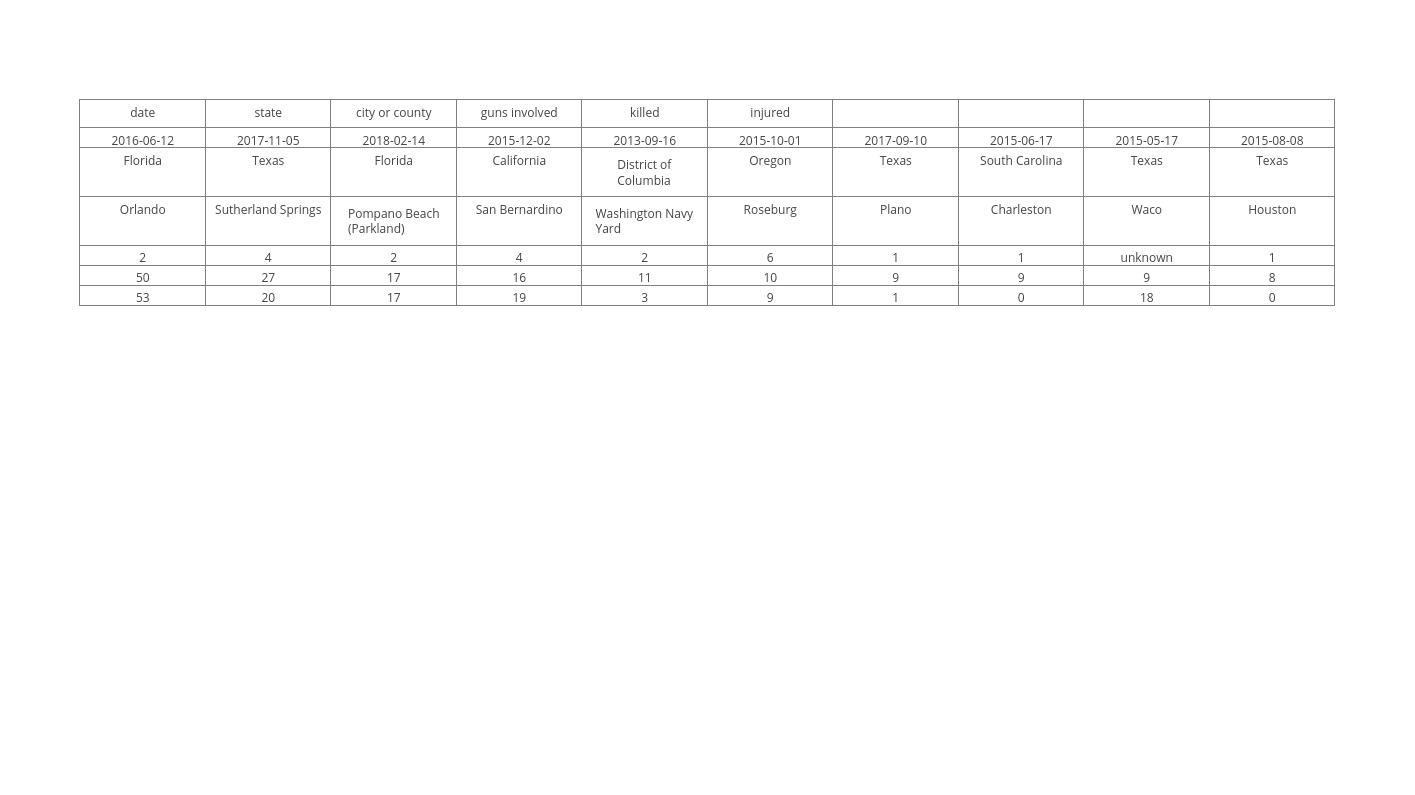 date state city or county guns involved killed injured
2016-06-12 2017-11-05 2018-02-14 2015-12-02 2013-09-16 2015-10-01 2017-09-10 2015-06-17 2015-05-17 2015-08-08
Florida Texas Florida California District of Columbia Oregon Texas South Carolina Texas Texas
Orlando Sutherland Springs Pompano Beach (Parkland) San Bernardino Washington Navy Yard Roseburg Plano Charleston Waco Houston
2 4 2 4 2 6 1 1 unknown 1
50 27 17 16 11 10 9 9 9 8
53 20 17 19 3 9 1 0 18 0